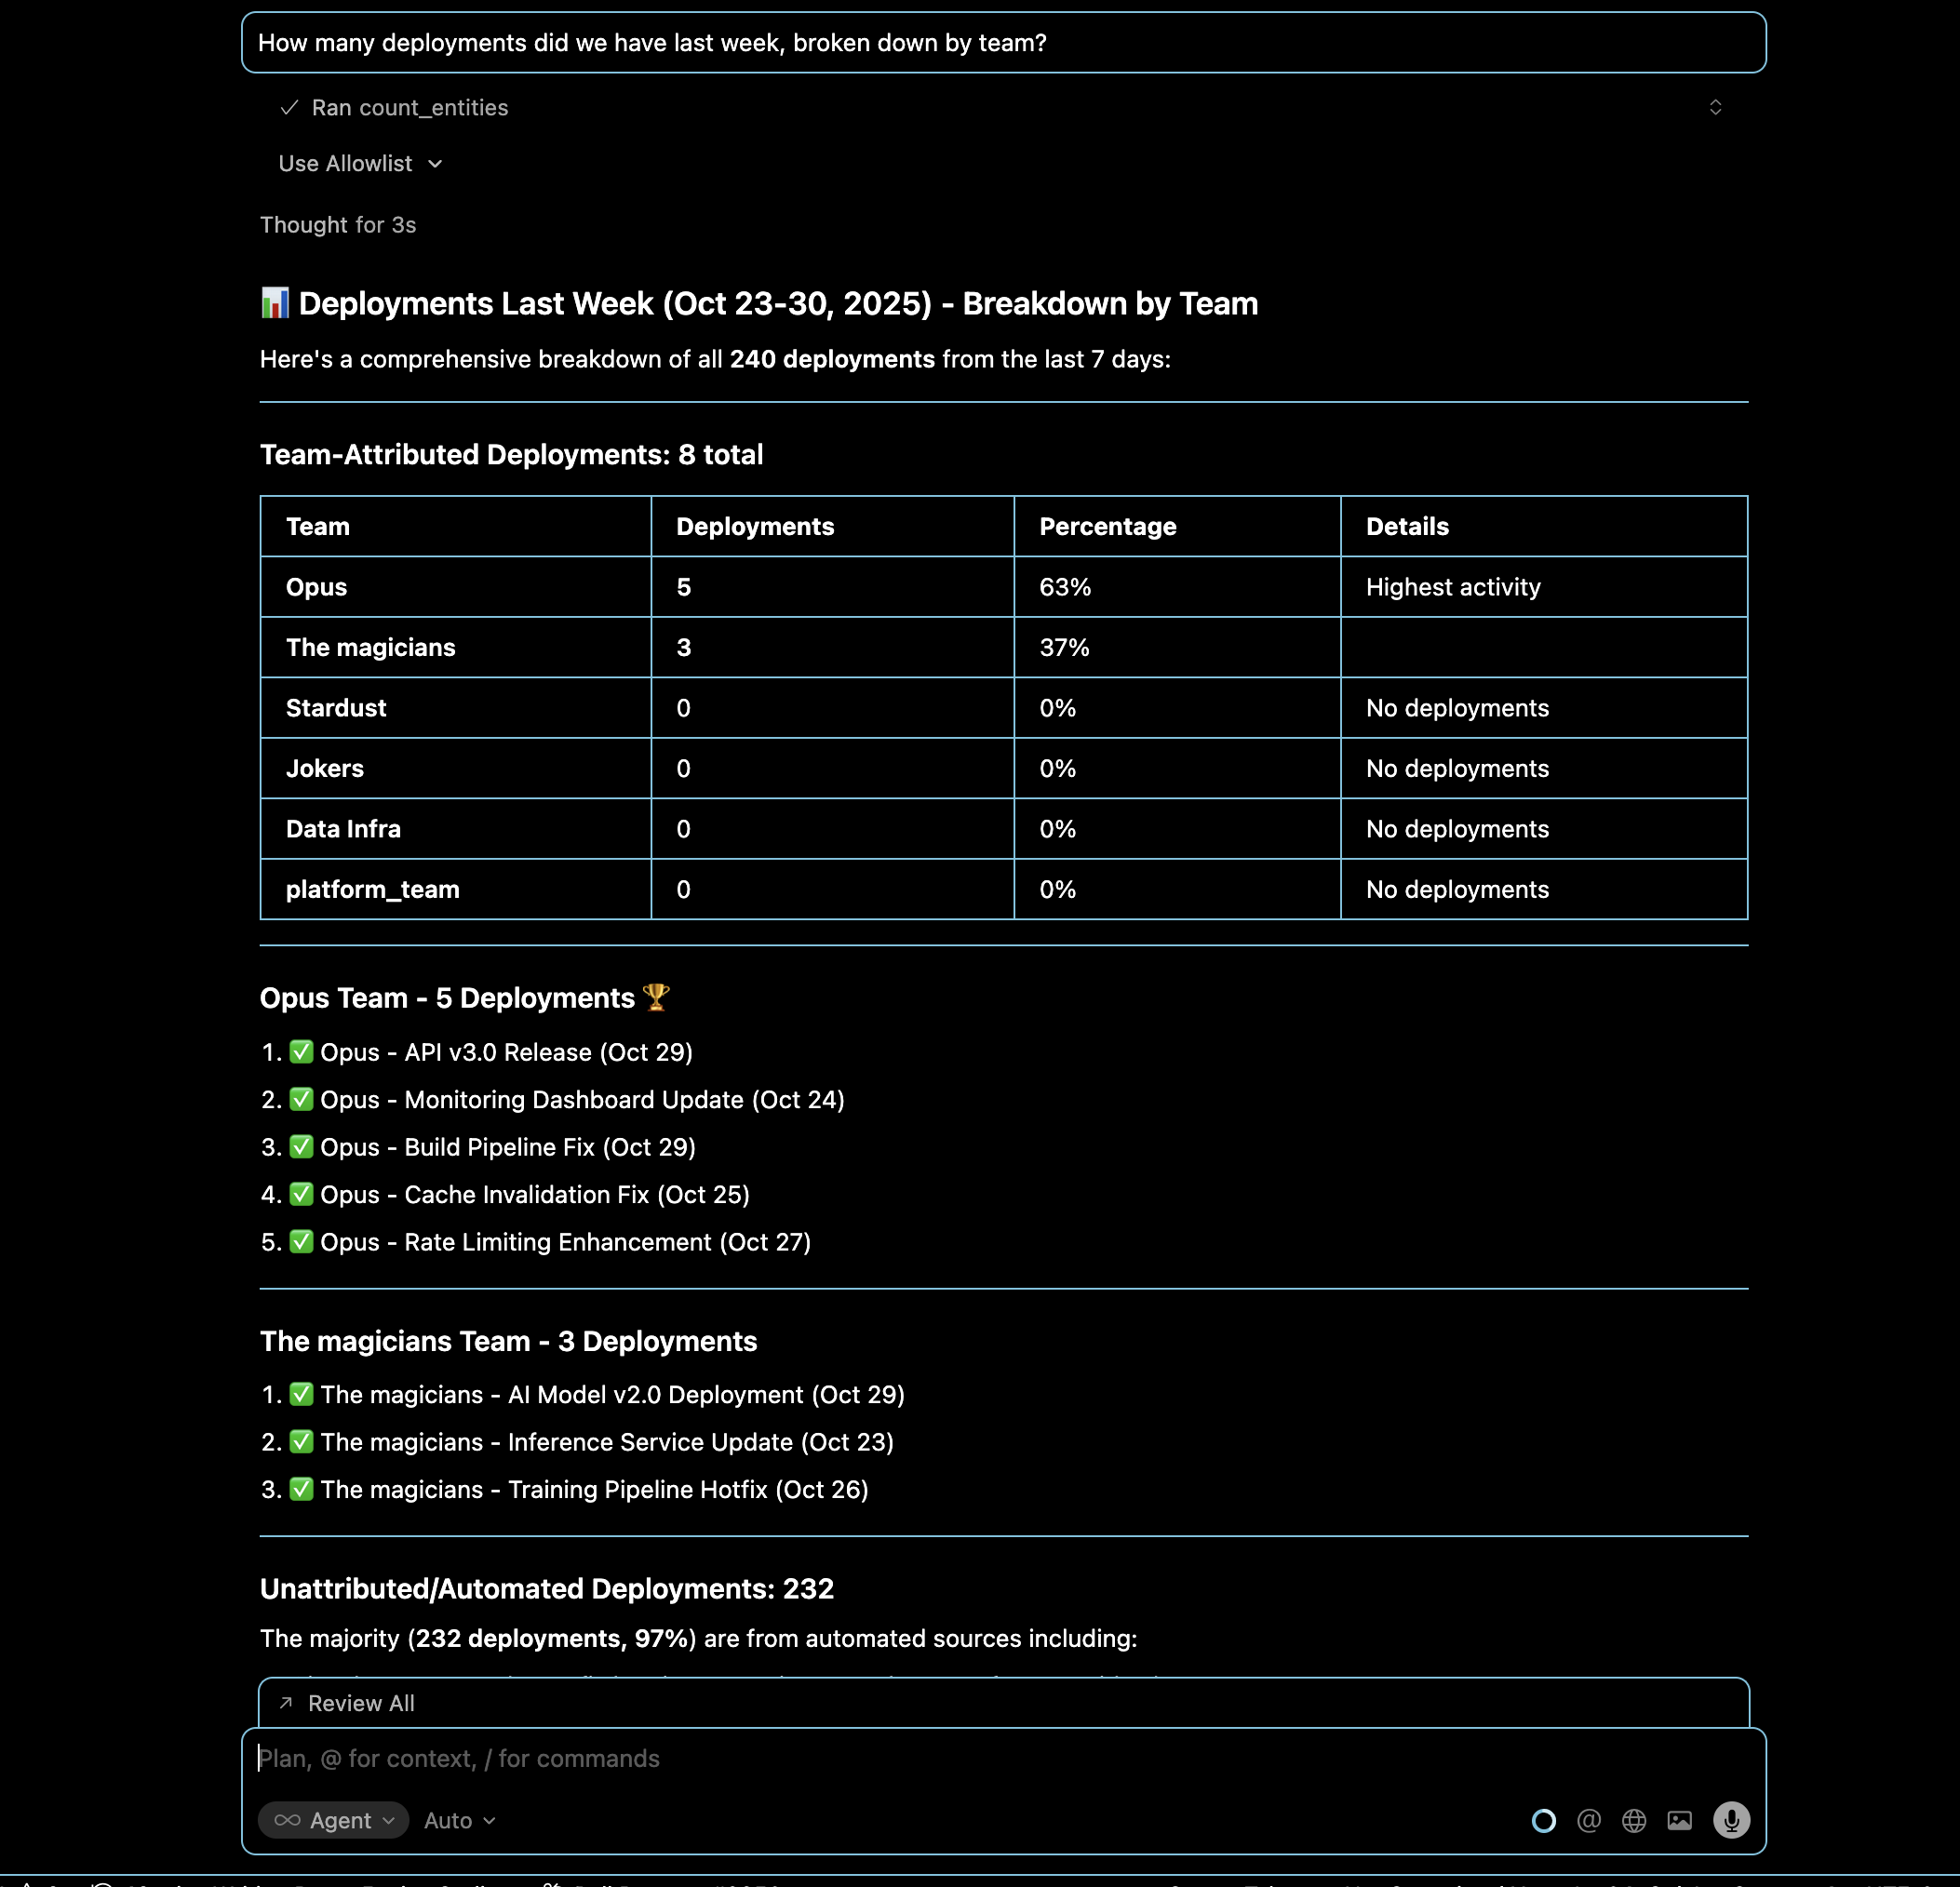 How many deployments did we have last week, broken down by team?
Ran count_entities
Use Allowlist
Thought for 3s
📊 Deployments Last Week (Oct 23-30, 2025) - Breakdown by Team
Here's a comprehensive breakdown of all 240 deployments from the last 7 days:
Team-Attributed Deployments: 8 total
Team Deployments Percentage Details
Opus 5 63% Highest activity
The magicians 3 37%
Stardust 0 0% No deployments
Jokers 0 0% No deployments
Data Infra 0 0% No deployments
platform_team 0 0% No deployments
Opus Team - 5 Deployments 🏆
1. ✅ Opus - API v3.0 Release (Oct 29)
2. ✅ Opus - Monitoring Dashboard Update (Oct 24)
3. ✅ Opus - Build Pipeline Fix (Oct 29)
4. ✅ Opus - Cache Invalidation Fix (Oct 25)
5. ✅ Opus - Rate Limiting Enhancement (Oct 27)
The magicians Team - 3 Deployments
1. ✅ The magicians - AI Model v2.0 Deployment (Oct 29)
2. ✅ The magicians - Inference Service Update (Oct 23)
3. ✅ The magicians - Training Pipeline Hotfix (Oct 26)
Unattributed/Automated Deployments: 232
The majority (232 deployments, 97%) are from automated sources including:
Review All
Plan, @ for context, / for commands
Agent Auto